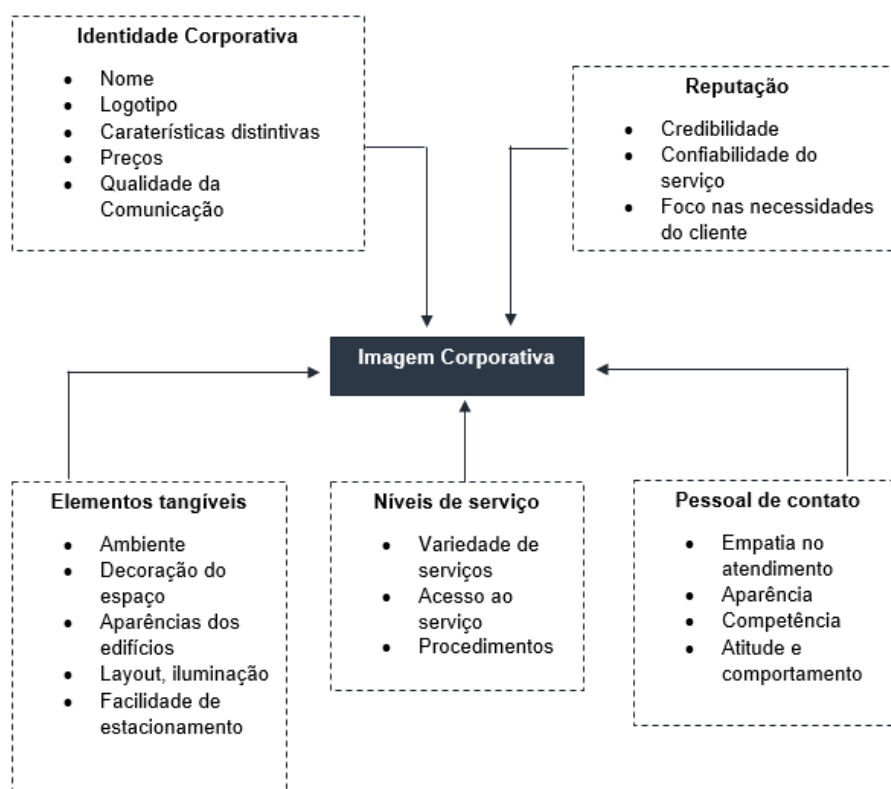 Identidade Corporativa
• Nome
• Logotipo
• Caraterísticas distintivas
• Preços
• Qualidade da
Comunicação
Reputação
• Credibilidade
• Confiabilidade do
serviço
• Foco nas necessidades
do cliente
Imagem Corporativa
Elementos tangíveis
• Ambiente
• Decoração do
espaço
• Aparências dos
edifícios
• Layout, iluminação
• Facilidade de
estacionamento
Níveis de serviço
• Variedade de
serviços
• Acesso ao
serviço
• Procedimentos
Pessoal de contato
• Empatia no
atendimento
• Aparência
• Competência
• Atitude e
comportamento